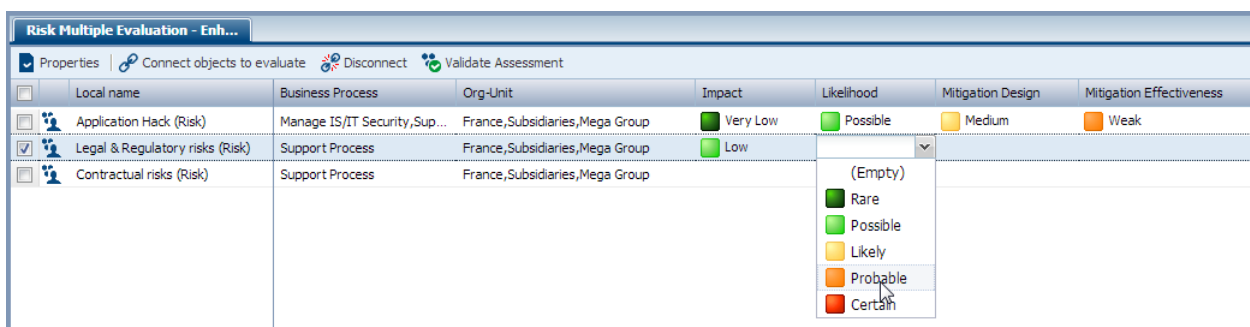 Risk Multiple Evaluation - Enh...
Properties Connect objects to evaluate Disconnect Validate Assessment
Local name Business Process Org-Unit Impact Likelihood Mitigation Design Mitigation Effectiveness
Application Hack (Risk) Manage IS/IT Security,Sup... France,Subsidiaries,Mega Group Very Low Possible Medium Weak
Legal & Regulatory risks (Risk) Support Process France,Subsidiaries,Mega Group Low
Contractual risks (Risk) Support Process France,Subsidiaries,Mega Group
(Empty)
Rare
Possible
Likely
Probable
Certain